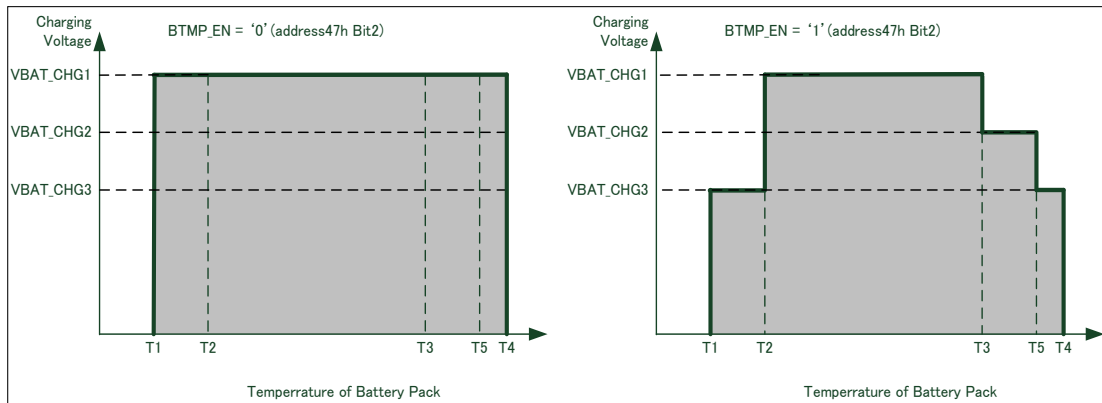 Charging
Voltage
BTMP_EN = ‘0’(address47h Bit2)
VBAT_CHG1
VBAT_CHG2
VBAT_CHG3
T1 T2 T3 T5 T4
Temperrature of Battery Pack
Charging
Voltage
BTMP_EN = ‘1’(address47h Bit2)
VBAT_CHG1
VBAT_CHG2
VBAT_CHG3
T1 T2 T3 T5 T4
Temperrature of Battery Pack